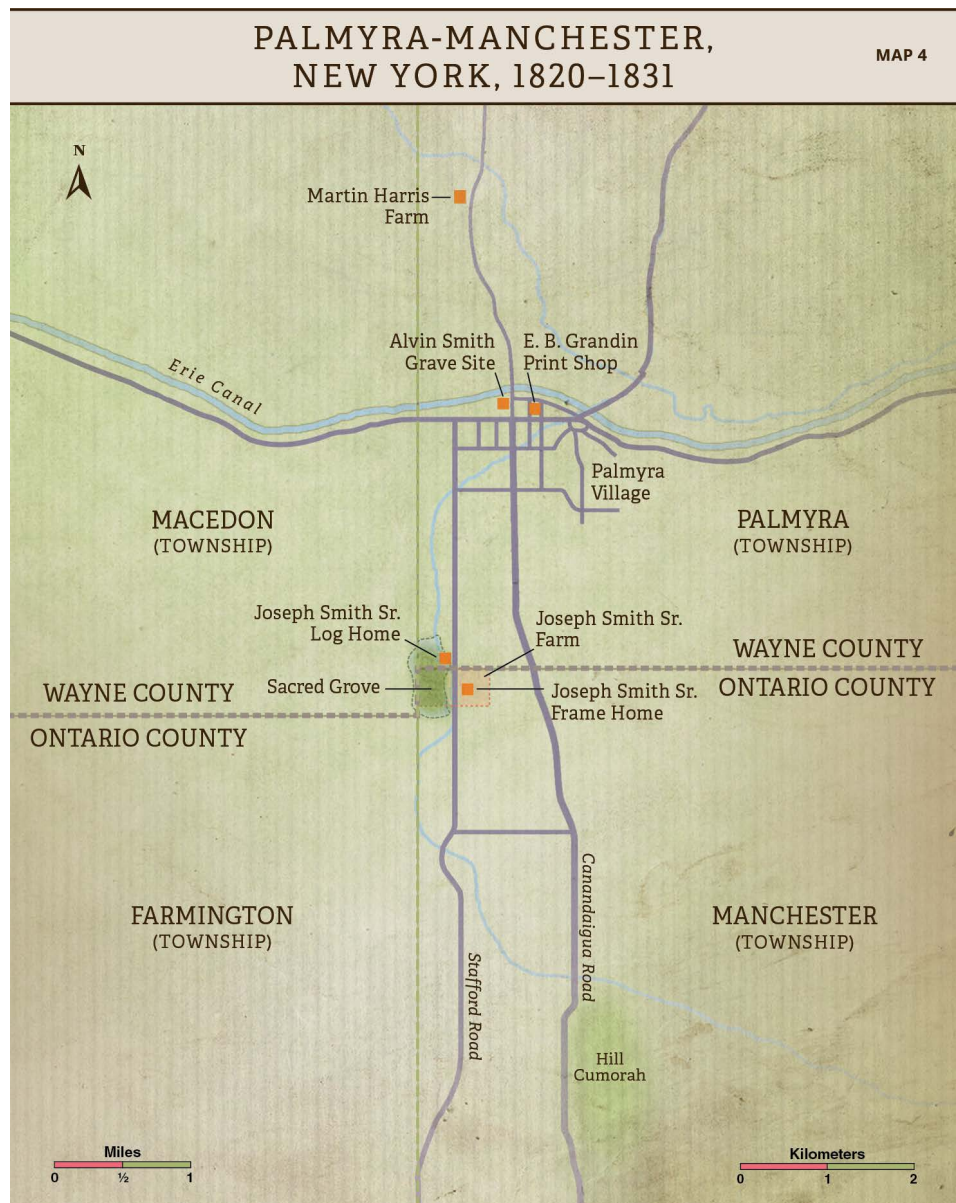 PALMYRA-MANCHESTER,
NEW YORK, 1820–1831
MAP 4
N
Martin Harris
Farm
Alvin Smith
Grave Site
E. B. Grandin
Print Shop
Erie Canal
Palmyra
Village
MACEDON
(TOWNSHIP)
PALMYRA
(TOWNSHIP)
Joseph Smith Sr.
Log Home
Joseph Smith Sr.
Farm
WAYNE COUNTY
ONTARIO COUNTY
Sacred Grove
Joseph Smith Sr.
Frame Home
WAYNE COUNTY
ONTARIO COUNTY
FARMINGTON
(TOWNSHIP)
Canandaigua Road
MANCHESTER
(TOWNSHIP)
Stafford Road
Hill
Cumorah
Miles
0 ½ 1
Kilometers
0 1 2